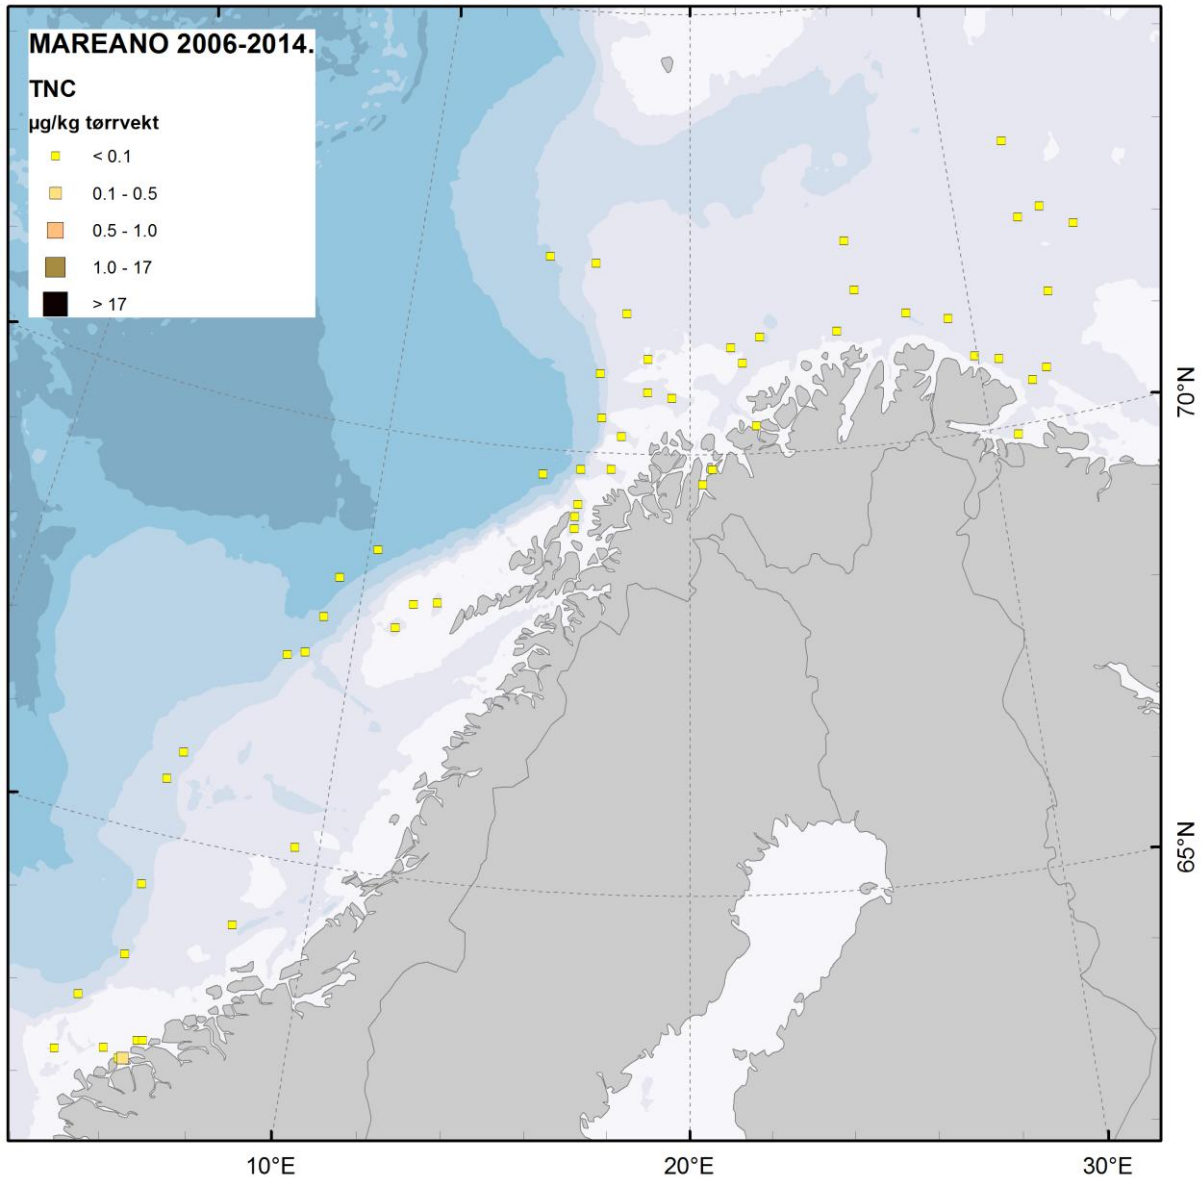 MAREANO 2006-2014.
TNC
µg/kg tørrvekt
< 0.1
0.1 - 0.5
0.5 - 1.0
1.0 - 17
> 17
70°N
65°N
10°E
20°E
30°E